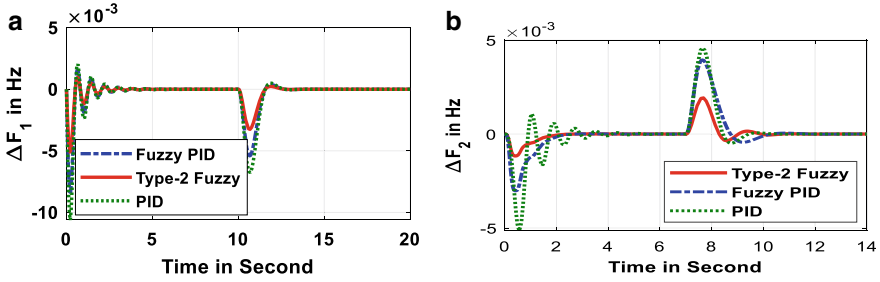 a
×10⁻³
5
0
-5
-10
ΔF₁ in Hz
Fuzzy PID
Type-2 Fuzzy
PID
0 5 10 15 20
Time in Second
b
×10⁻³
5
0
-5
ΔF₂ in Hz
Type-2 Fuzzy
Fuzzy PID
PID
0 2 4 6 8 10 12 14
Time in Second